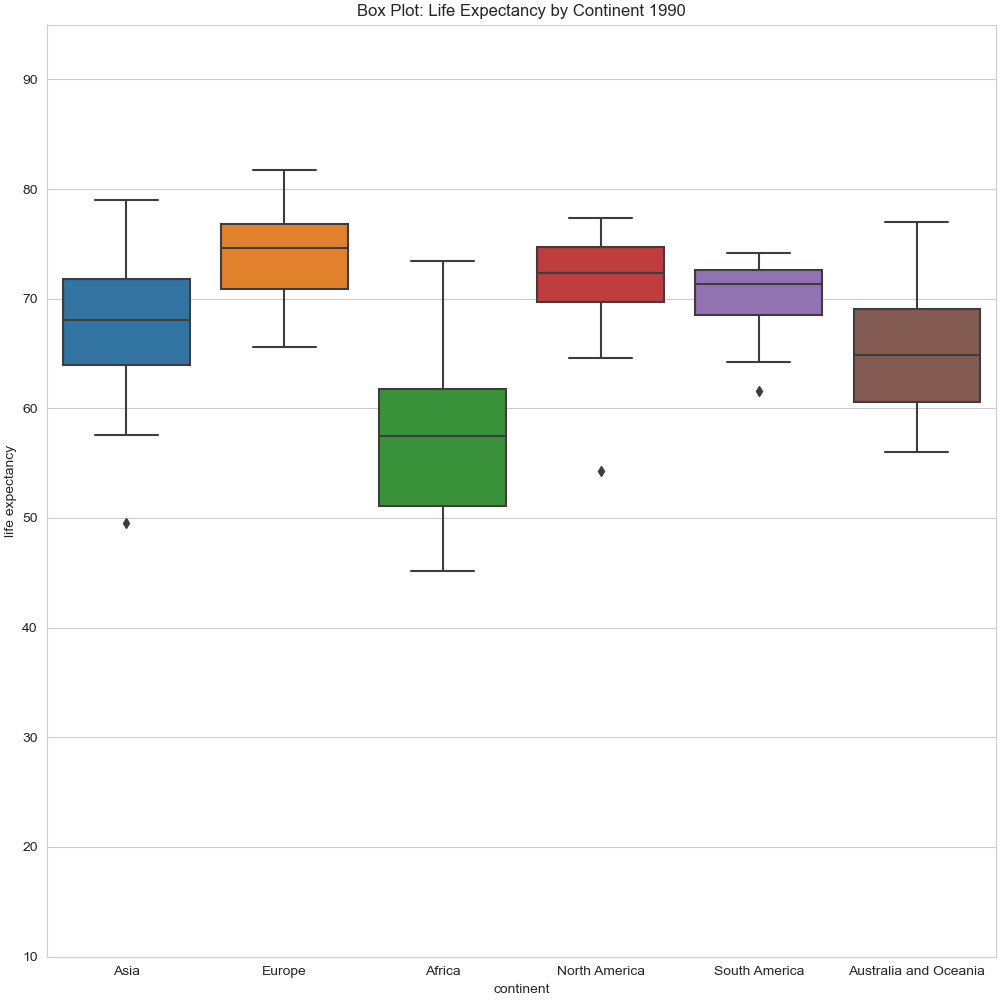 Box Plot: Life Expectancy by Continent 1990
life expectancy
90
80
70
60
50
40
30
20
10
Asia
Europe
Africa
North America
South America
Australia and Oceania
continent